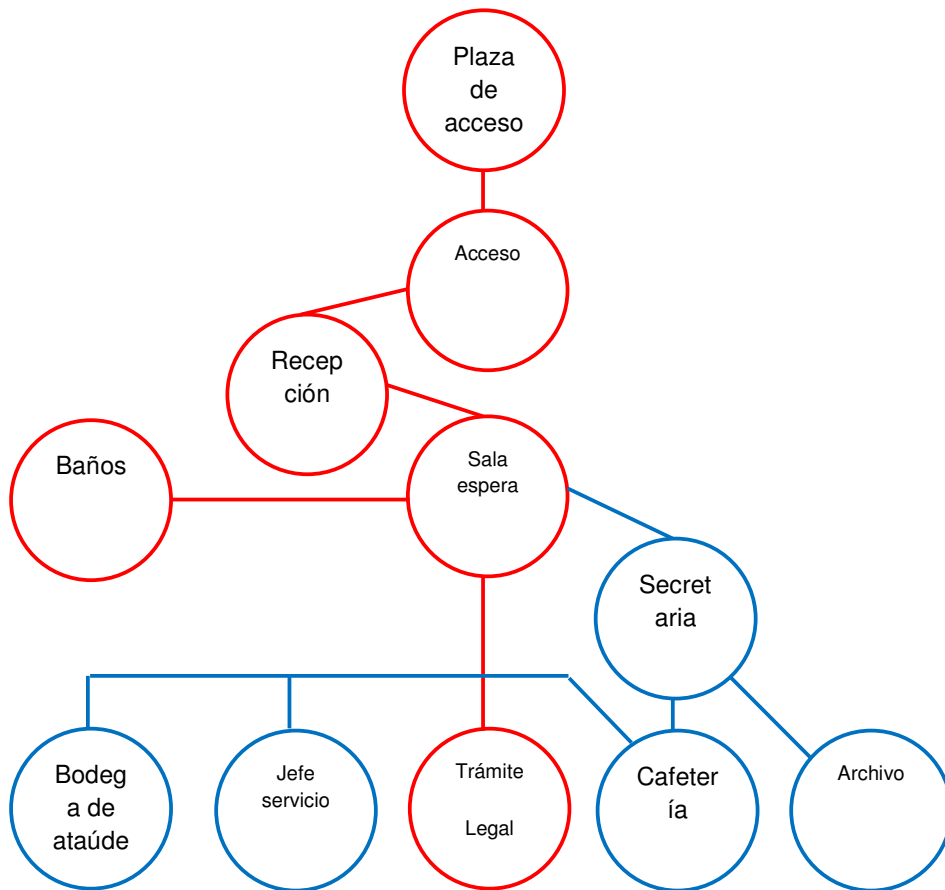 Plaza
de
acceso
Acceso
Recep
ción
Baños
Sala
espera
Secret
aria
Bodeg
a de
ataúde
Jefe
servicio
Trámite
Legal
Cafeter
ía
Archivo